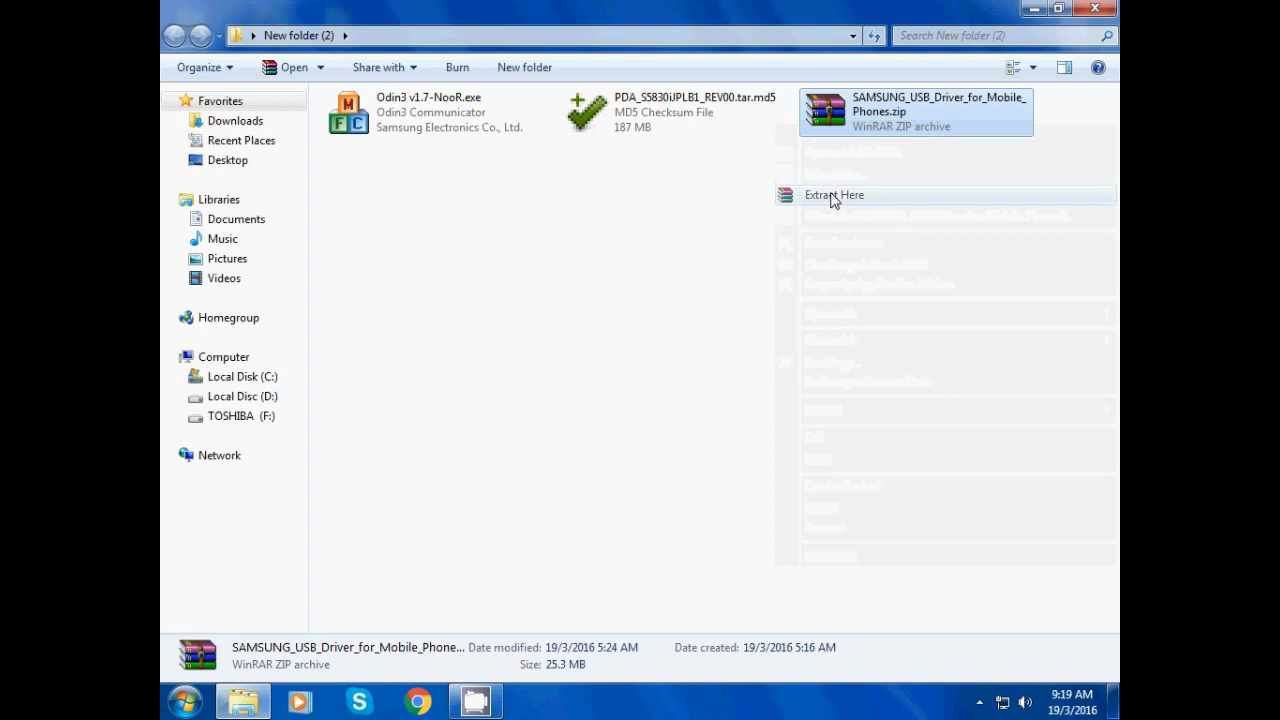 New folder (2)
Search New folder (2)
Organize
Open
Share with
Burn
New folder
Favorites
Downloads
Recent Places
Desktop
Libraries
Documents
Music
Pictures
Videos
Homegroup
Computer
Local Disk (C:)
Local Disc (D:)
TOSHIBA (F:)
Network
Odin3 v1.7-NooR.exe
Odin3 Communicator
Samsung Electronics Co., Ltd.
PDA_S5830iJPLB1_REV00.tar.md5
MD5 Checksum File
187 MB
SAMSUNG_USB_Driver_for_Mobile_
Phones.zip
WinRAR ZIP archive
Extract Here
SAMSUNG_USB_Driver_for_Mobile_Phone... Date modified: 19/3/2016 5:24 AM Date created: 19/3/2016 5:16 AM
WinRAR ZIP archive Size: 25.3 MB
9:19 AM
19/3/2016